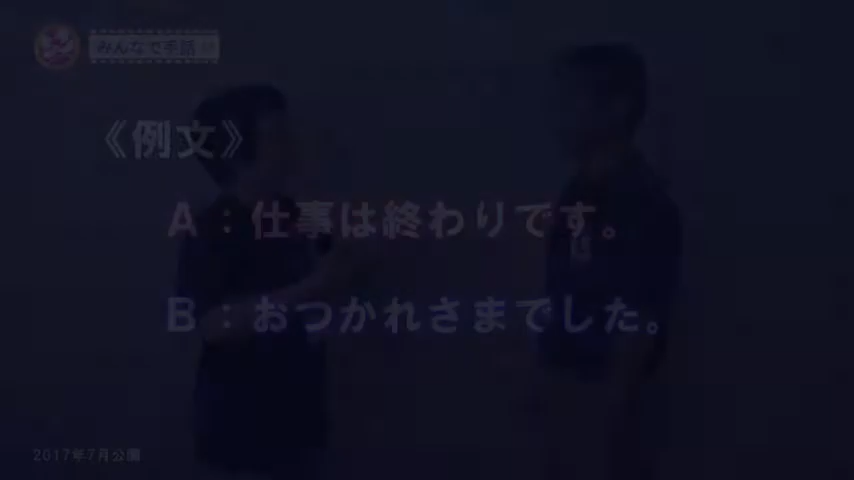 みんなで手話
《例文》
A：仕事は終わりです。
B：おつかれさまでした。
2017年7月公開